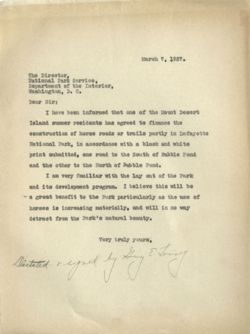 March 7, 1927.
The Director,
National Park Service,
Department of the Interior,
Washington, D. C.
Dear Sir:
I have been informed that one of the Mount Desert
Island summer residents has agreed to finance the
construction of horse roads or trails partly in Lafayette
National Park, in accordance with a black and white
print submitted, one road to the South of Bubble Pond
and the other to the North of Bubble Pond.
I am very familiar with the lay out of the Park
and its development program. I believe this will be
a great benefit to the Park particularly as the use of
horses is increasing materially, and will in no way
detract from the Park's natural beauty.
Very truly yours,
Dictated & signed by E.